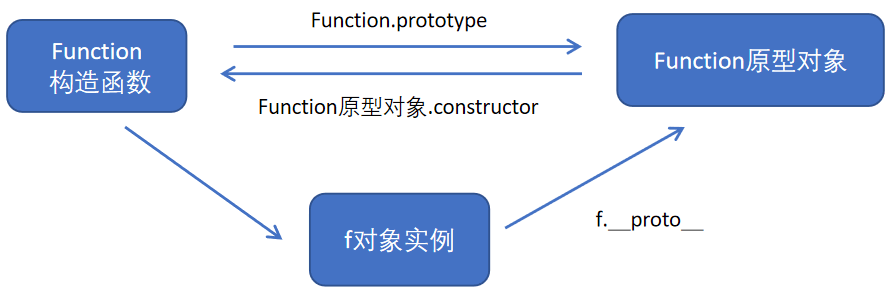 Function.prototype
Function
构造函数
Function原型对象
Function原型对象.constructor
f对象实例
f.__proto__